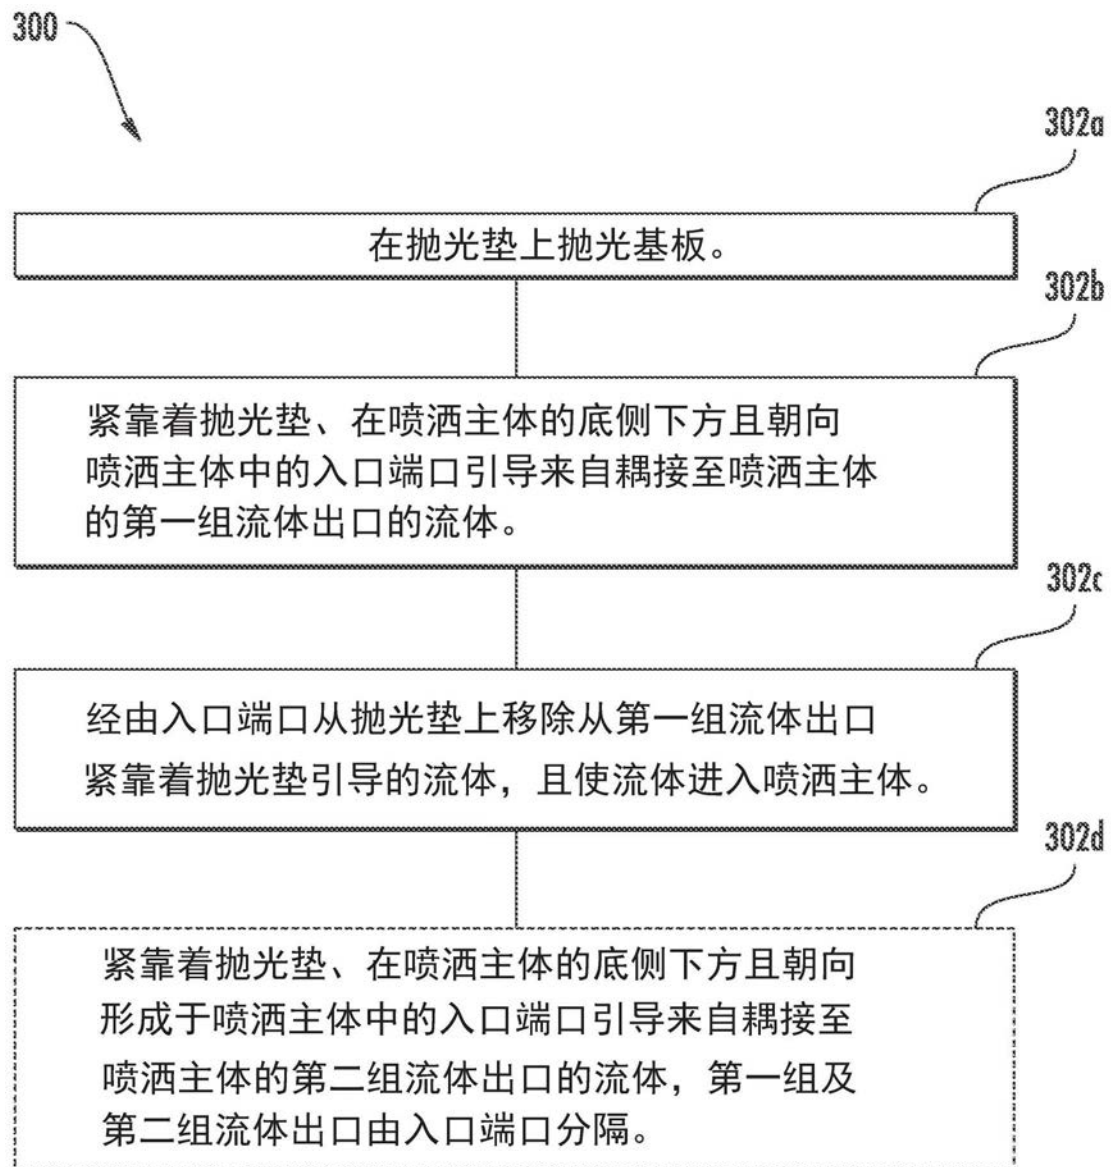 300
302a
在抛光垫上抛光基板。
302b
紧靠着抛光垫、在喷洒主体的底侧下方且朝向
喷洒主体中的入口端口引导来自耦接至喷洒主体
的第一组流体出口的流体。
302c
经由入口端口从抛光垫上移除从第一组流体出口
紧靠着抛光垫引导的流体，且使流体进入喷洒主体。
302d
紧靠着抛光垫、在喷洒主体的底侧下方且朝向
形成于喷洒主体中的入口端口引导来自耦接至
喷洒主体的第二组流体出口的流体，第一组及
第二组流体出口由入口端口分隔。